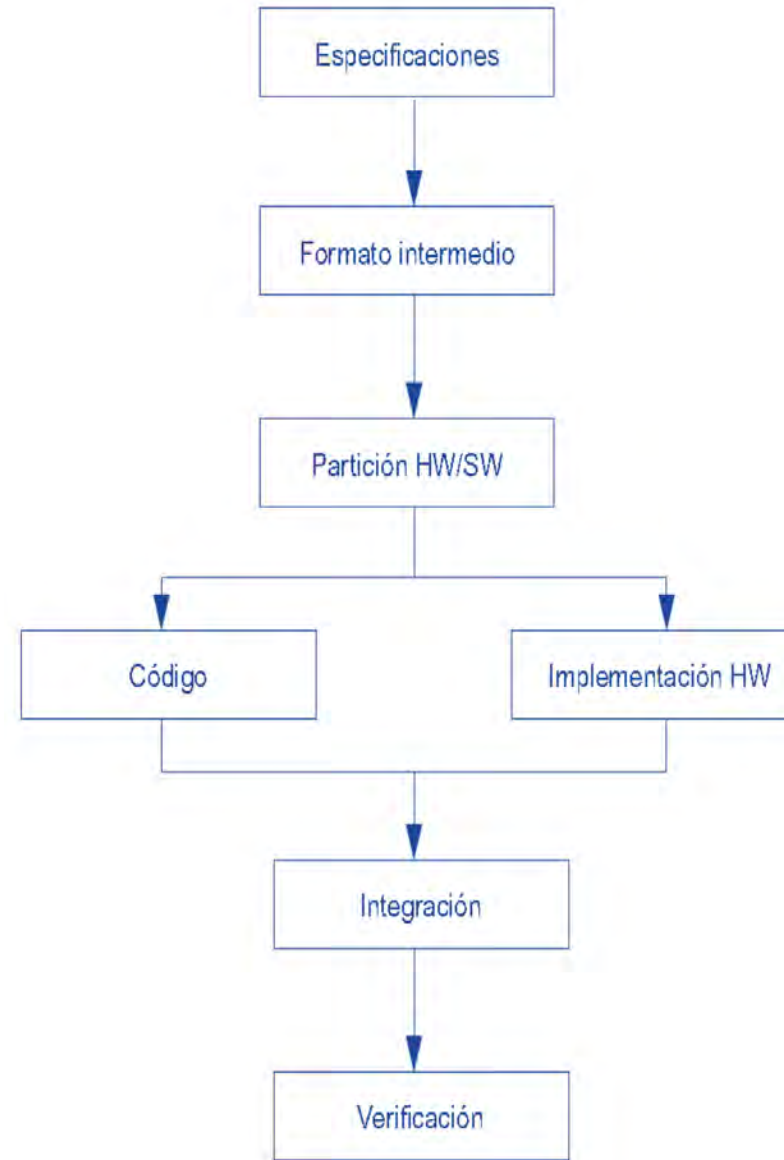 Especificaciones
Formato intermedio
Partición HW/SW
Código
Implementación HW
Integración
Verificación